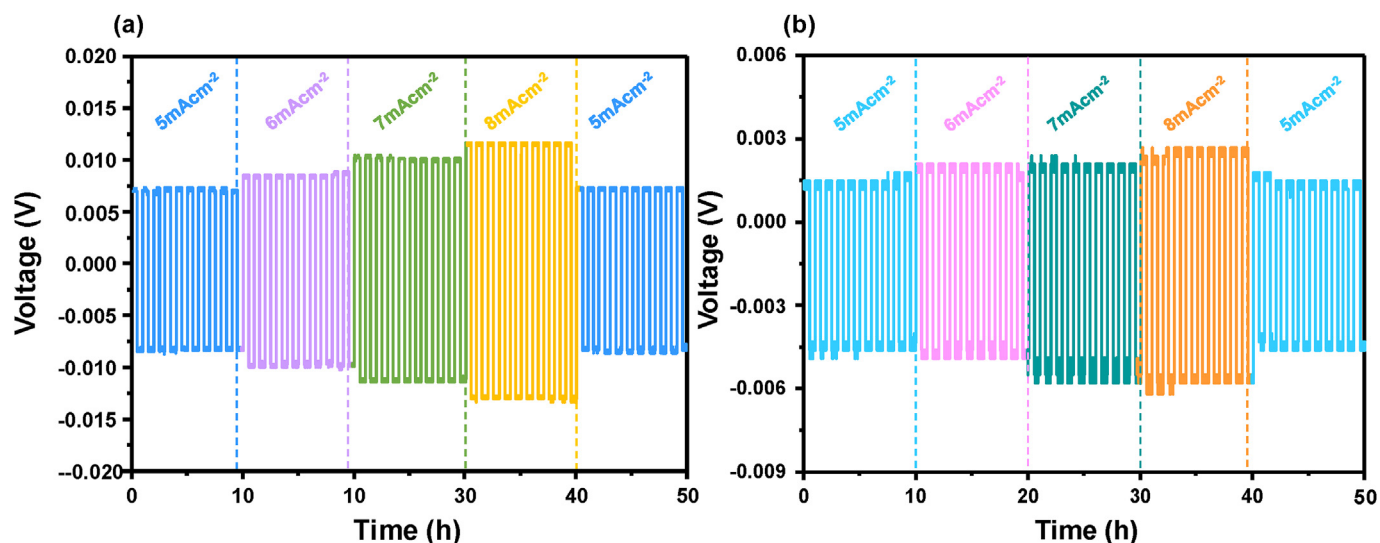 (a)
0.020
0.015
0.010
0.005
0.000
-0.005
-0.010
-0.015
--0.020
Voltage (V)
5mAcm-2
6mAcm-2
7mAcm-2
8mAcm-2
5mAcm-2
0 10 10 30 40 50
Time (h)
(b)
0.006
0.003
0.000
-0.003
-0.006
-0.009
Voltage (V)
5mAcm-2
6mAcm-2
7mAcm-2
8mAcm-2
5mAcm-2
0 10 20 30 40 50
Time (h)